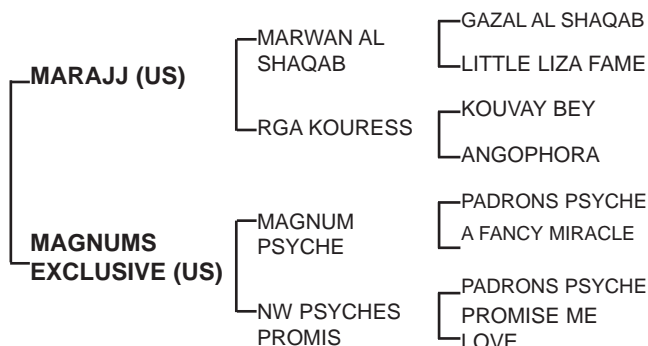 GAZAL AL SHAQAB
MARWAN AL
SHAQAB
LITTLE LIZA FAME
MARAJJ (US)
KOUVAY BEY
RGA KOURESS
ANGOPHORA
PADRONS PSYCHE
MAGNUM
PSYCHE
A FANCY MIRACLE
MAGNUMS
EXCLUSIVE (US)
PADRONS PSYCHE
NW PSYCHES
PROMIS
PROMISE ME
LOVE